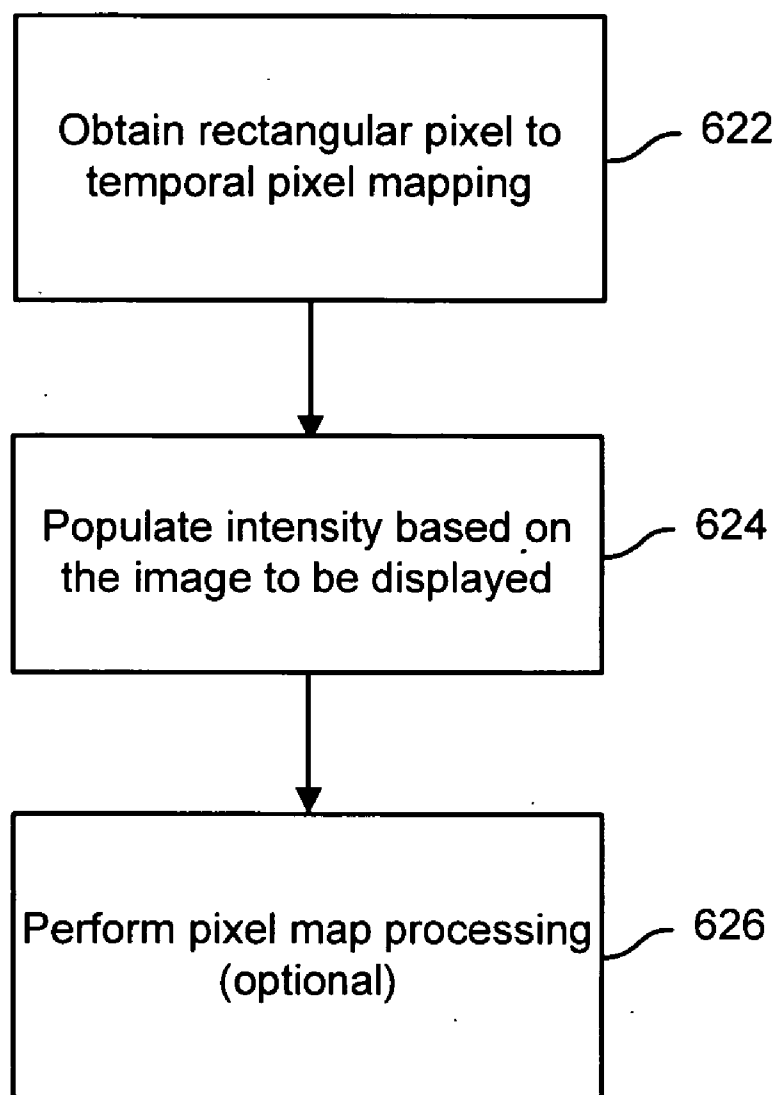 Obtain rectangular pixel to
temporal pixel mapping
622
Populate intensity based on
the image to be displayed
624
Perform pixel map processing
(optional)
626